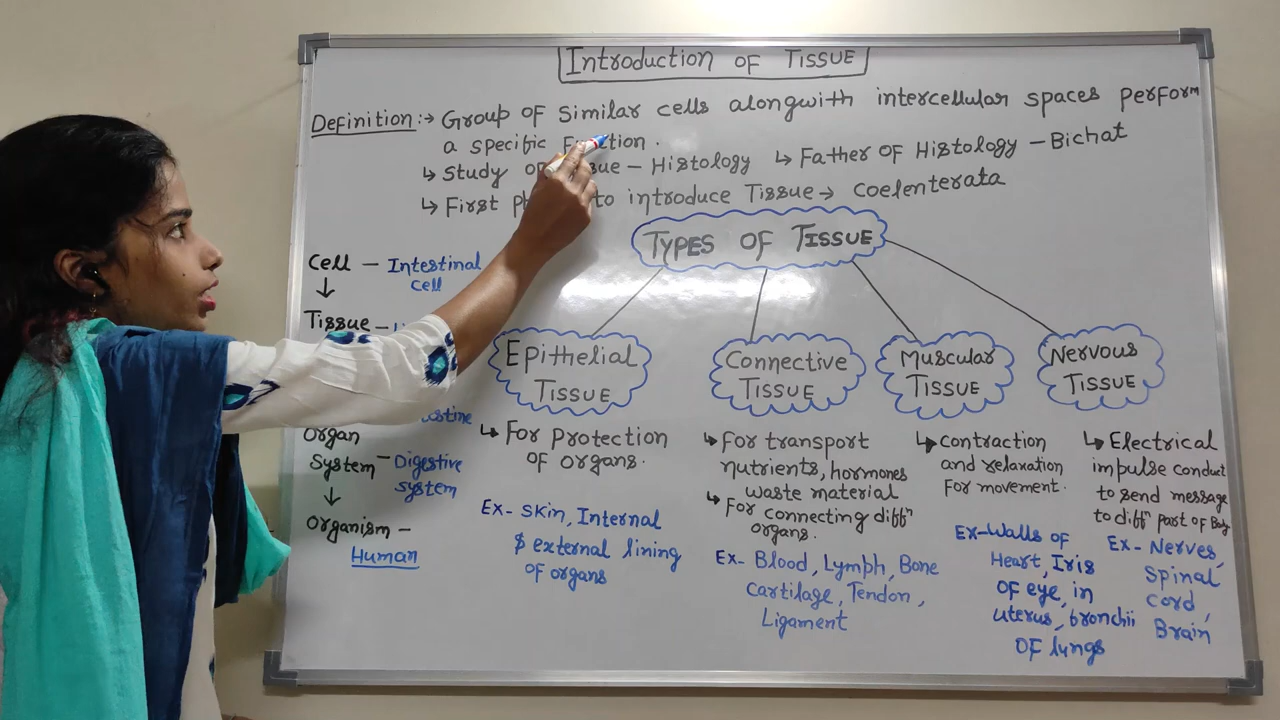 Introduction OF TISSUE
Definition :→ Group OF Similar cells alongwith intercellular spaces perform
a specific
↳ Study – Histology ↳ Father OF Histology – Bichat
↳ First to introduce Tissue → Coelenterata
TYPES OF TISSUE
Cell – Intestinal
cell
↓
Tissue –
Organ
System – Digestive
system
↓
Organism –
Human
Epithelial
TISSUE
↳ For protection
OF organs.
Ex- Skin, Internal
& external lining
OF organs
Connective
TISSUE
↳ For transport
nutrients, hormones
waste material
↳ For connecting diffⁿ
organs.
Ex- Blood, Lymph, Bone
Cartilage, Tendon,
Ligament
Muscular
TISSUE
↳ Contraction
and relaxation
For movement.
Ex-Walls of
Heart, Iris
OF eye, in
uterus, bronchii
OF lungs
Nervous
TISSUE
↳ Electrical
impulse conduct
to send message
to diffⁿ part OF Body
Ex- Nerves,
Spinal
cord,
Brain